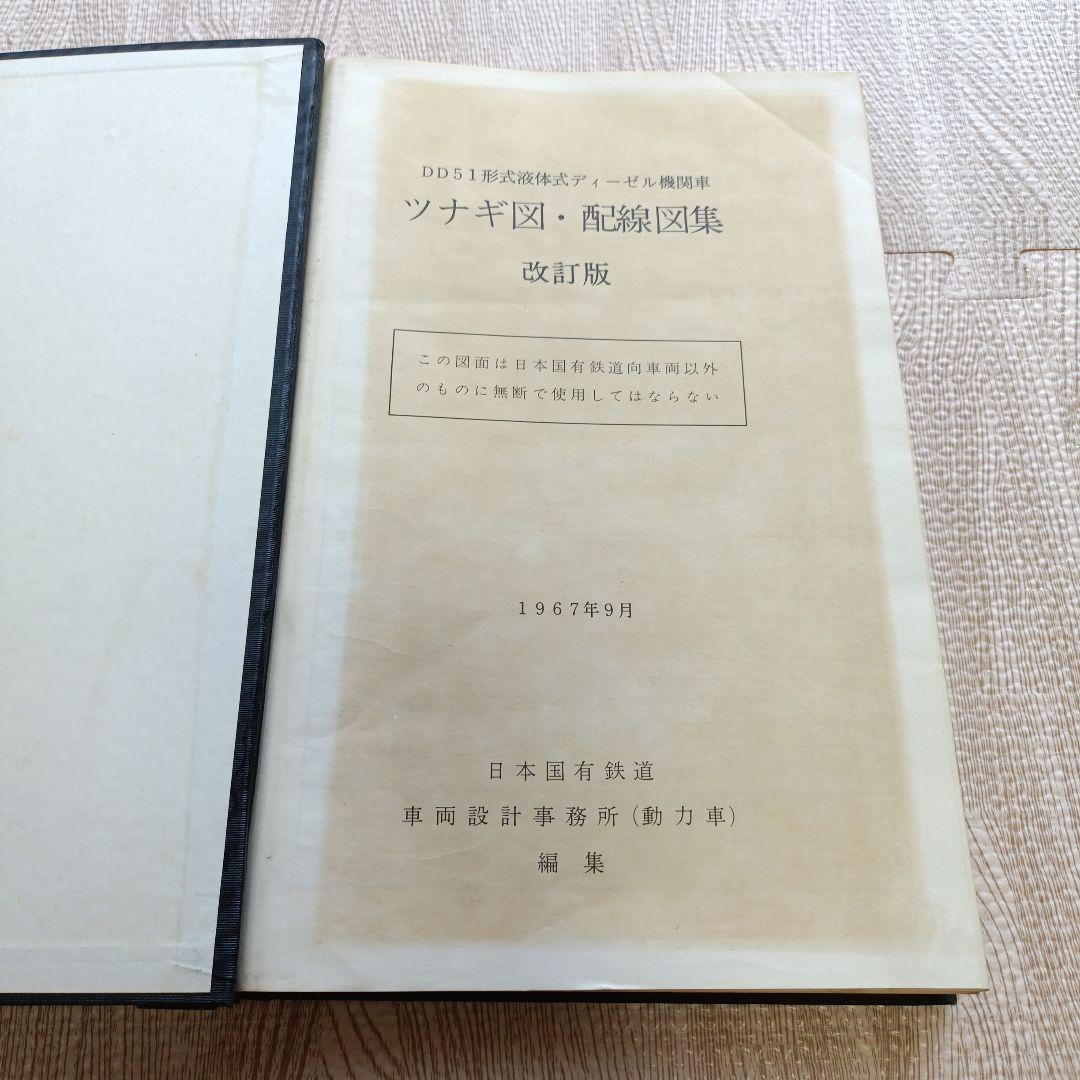 DD51形式液体式ディーゼル機関車
ツナギ図・配線図集
改訂版
この図面は日本国有鉄道向車両以外
のものに無断で使用してはならない
1967年9月
日本国有鉄道
車両設計事務所(動力車)
編集